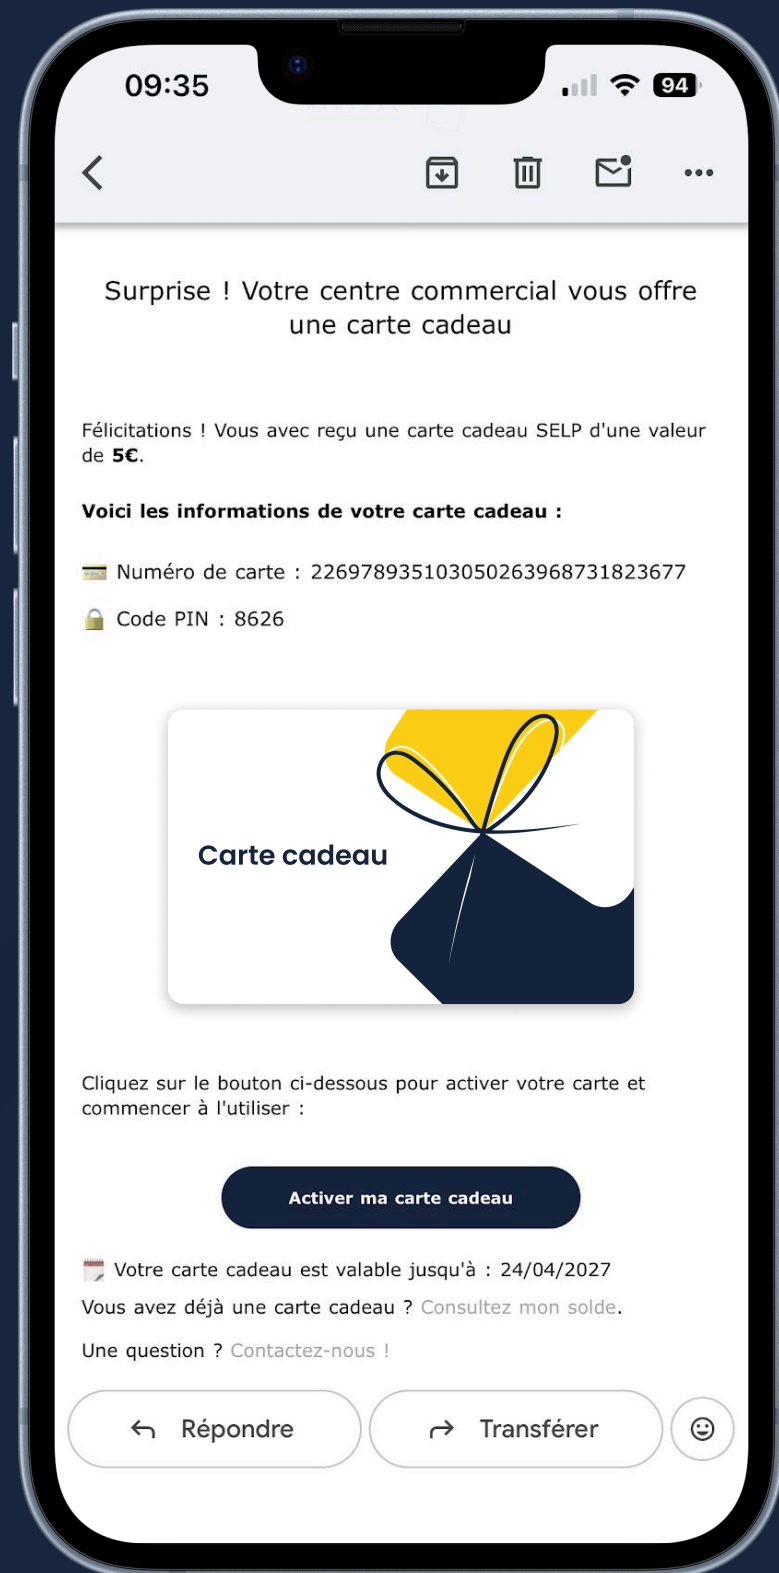 09:35
94
Surprise ! Votre centre commercial vous offre
une carte cadeau
Félicitations ! Vous avec reçu une carte cadeau SELP d'une valeur
de 5€.
Voici les informations de votre carte cadeau :
Numéro de carte : 226978935103050263968731823677
Code PIN : 8626
Carte cadeau
Cliquez sur le bouton ci-dessous pour activer votre carte et
commencer à l'utiliser :
Activer ma carte cadeau
Votre carte cadeau est valable jusqu'à : 24/04/2027
Vous avez déjà une carte cadeau ? Consultez mon solde.
Une question ? Contactez-nous !
Répondre
Transférer